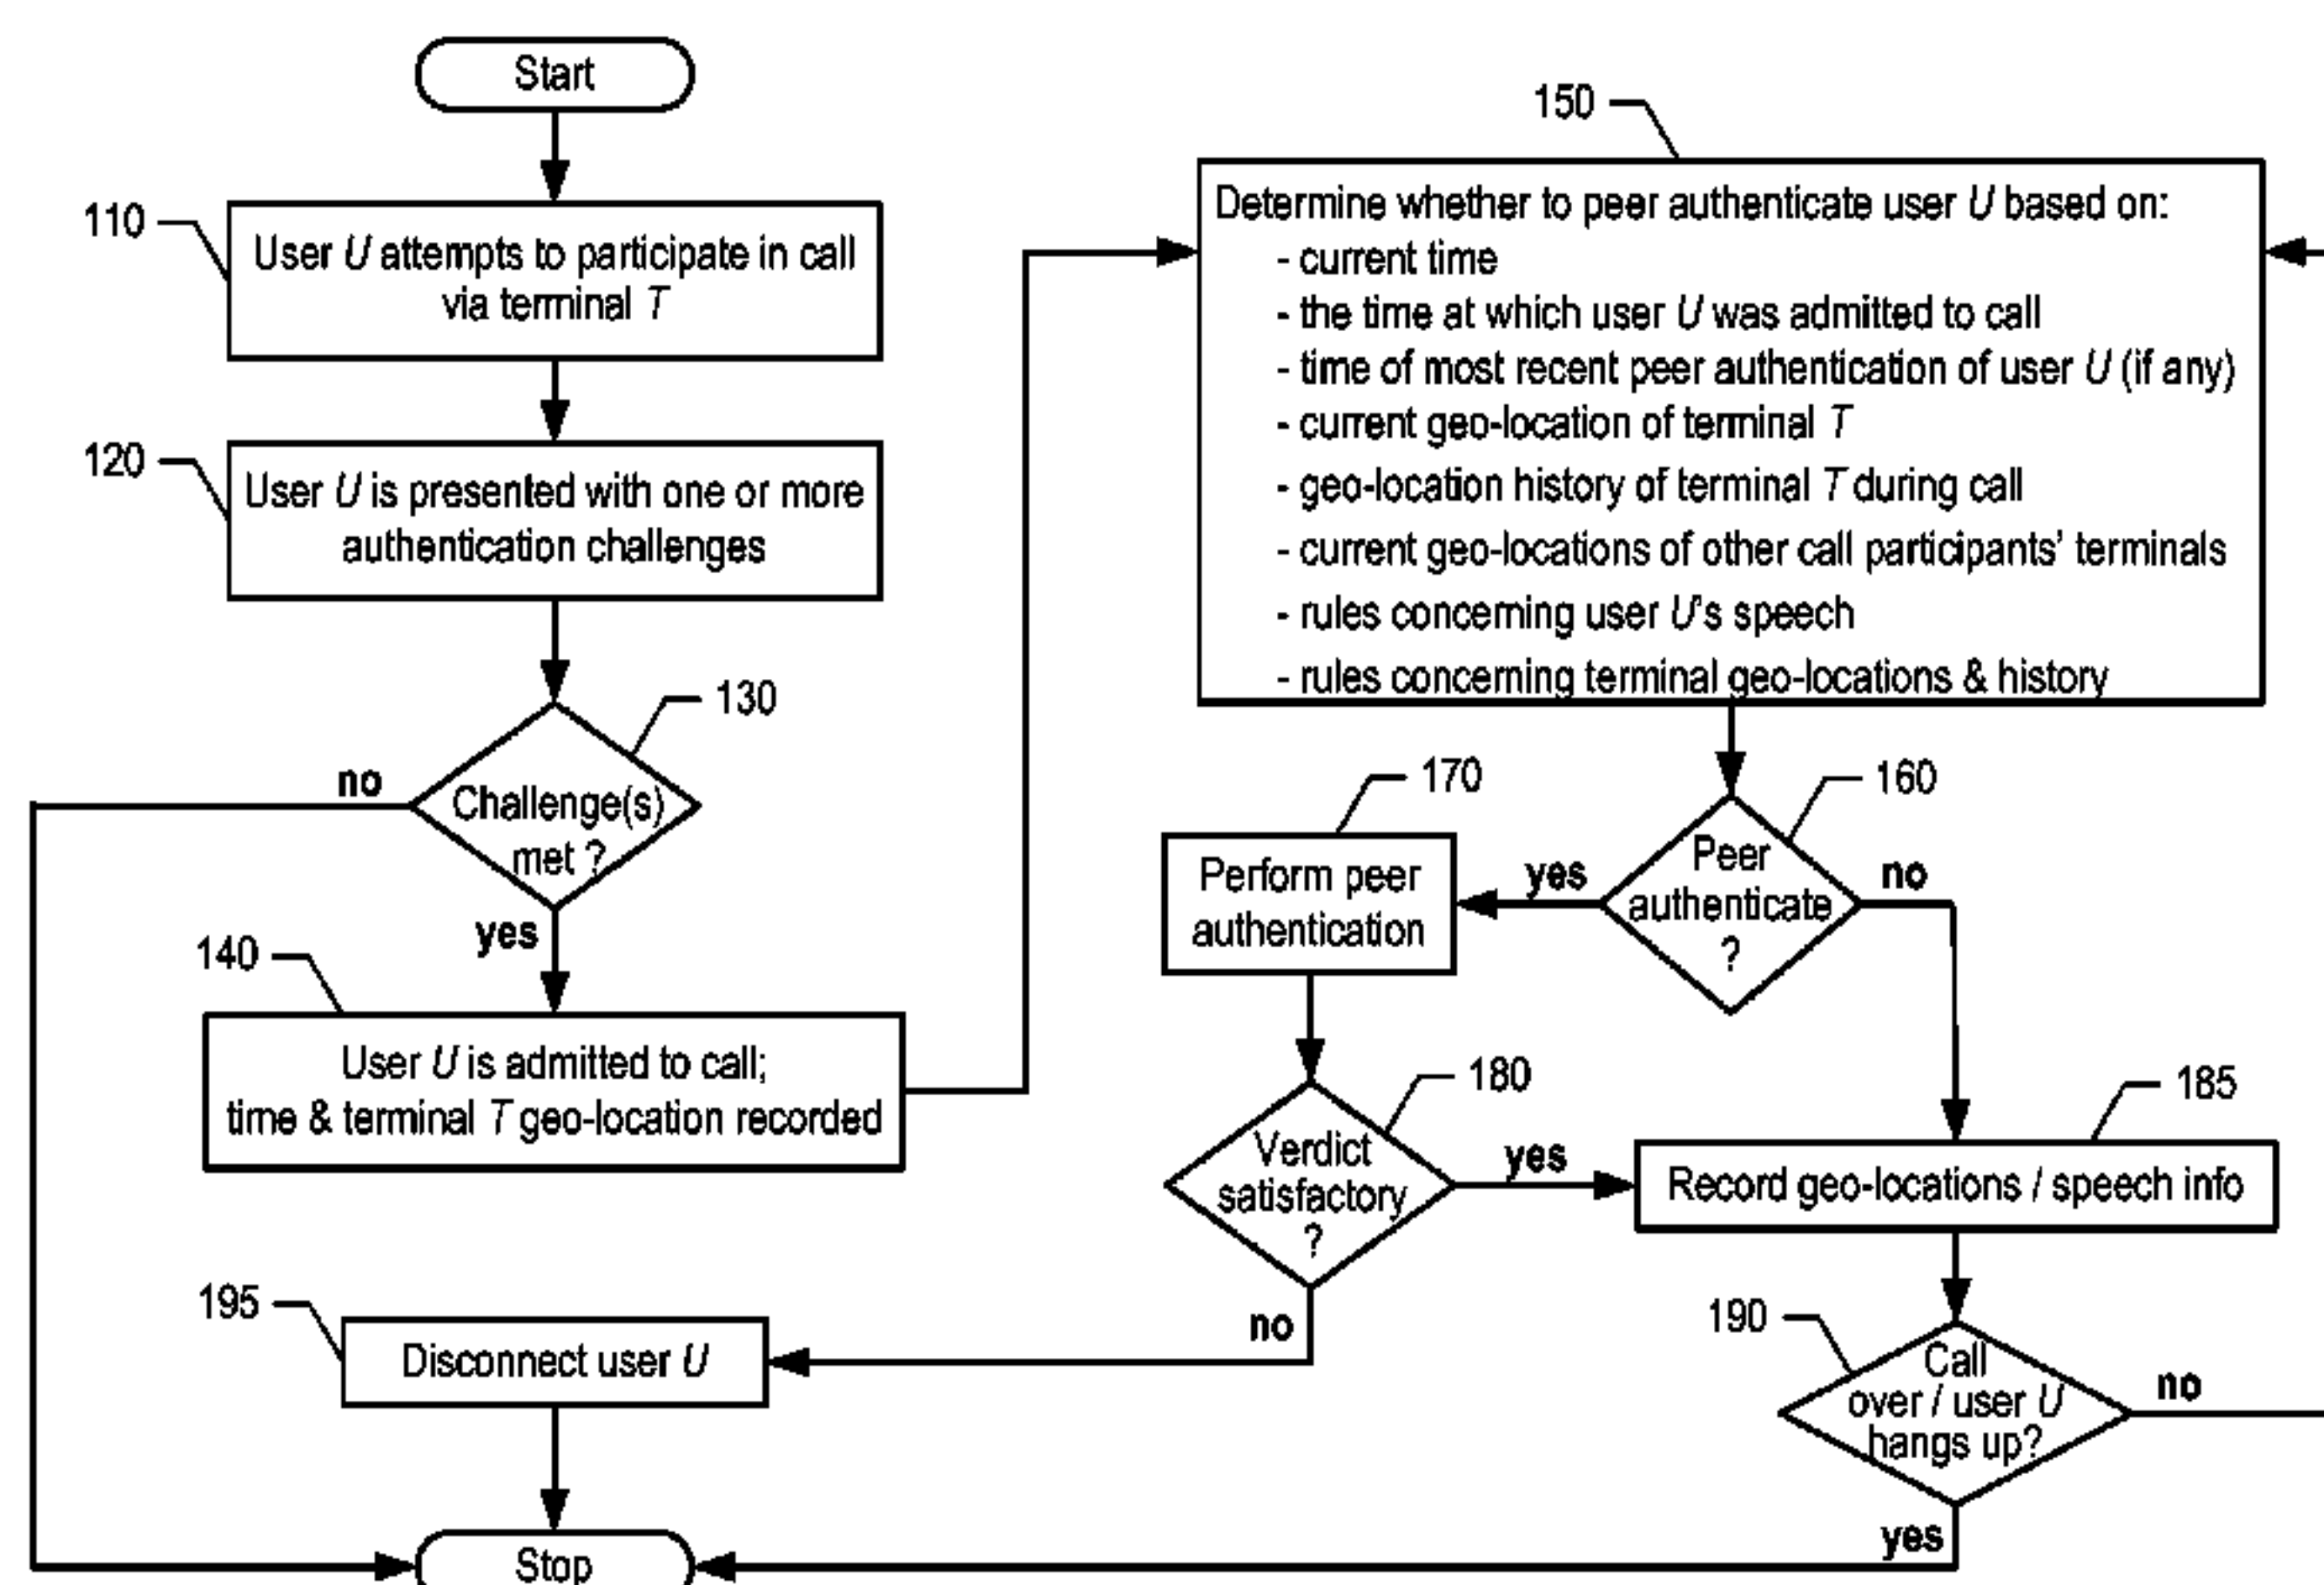 Start
110
User U attempts to participate in call
via terminal T
120
User U is presented with one or more
authentication challenges
130
no
Challenge(s)
met ?
yes
140
User U is admitted to call;
time & terminal T geo-location recorded
150
Determine whether to peer authenticate user U based on:
- current time
- the time at which user U was admitted to call
- time of most recent peer authentication of user U (if any)
- current geo-location of terminal T
- geo-location history of terminal T during call
- current geo-locations of other call participants' terminals
- rules concerning user U's speech
- rules concerning terminal geo-locations & history
160
Peer
authenticate
?
yes
no
170
Perform peer
authentication
180
Verdict
satisfactory
?
yes
no
185
Record geo-locations / speech info
190
Call
over / user U
hangs up?
no
yes
195
Disconnect user U
Stop